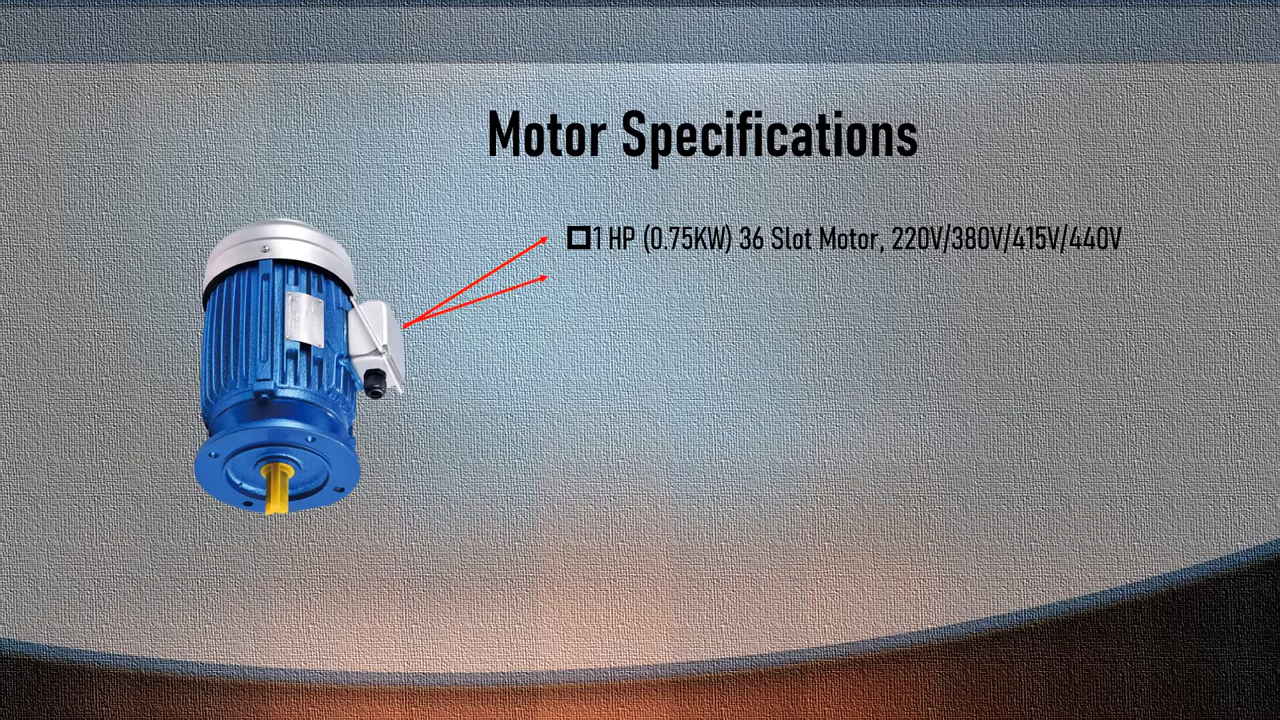 Motor Specifications
1 HP (0.75KW) 36 Slot Motor, 220V/380V/415V/440V